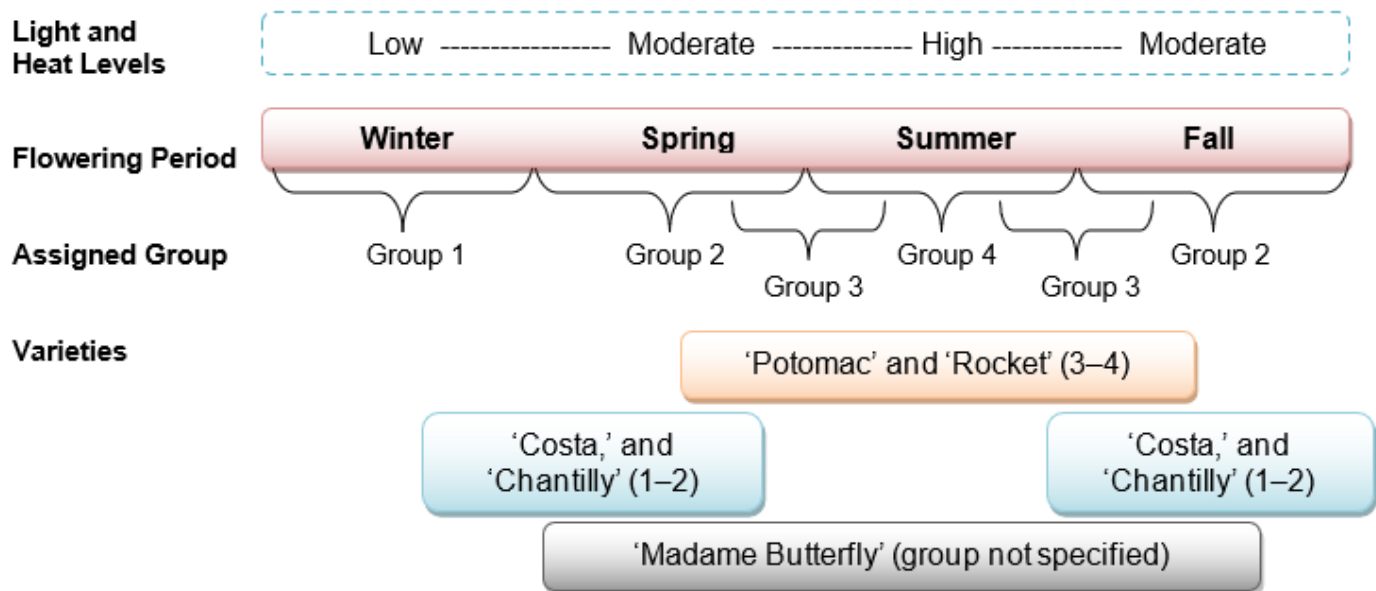 Light and
Heat Levels
Low ----------------- Moderate -------------- High ------------- Moderate
Flowering Period
Winter Spring Summer Fall
Assigned Group
Group 1 Group 2 Group 4 Group 2
Group 3 Group 3
Varieties
‘Potomac’ and ‘Rocket’ (3–4)
‘Costa,’ and
‘Chantilly’ (1–2)
‘Costa,’ and
‘Chantilly’ (1–2)
‘Madame Butterfly’ (group not specified)